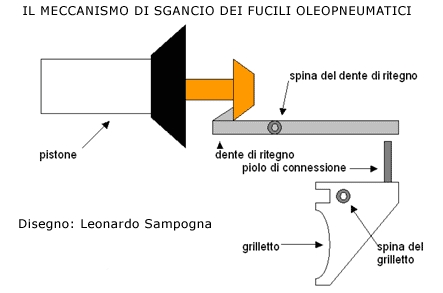 IL MECCANISMO DI SGANCIO DEI FUCILI OLEOPNEUMATICI
spina del dente di ritegno
pistone
dente di ritegno
piolo di connessione
Disegno: Leonardo Sampogna
grilletto
spina del
grilletto